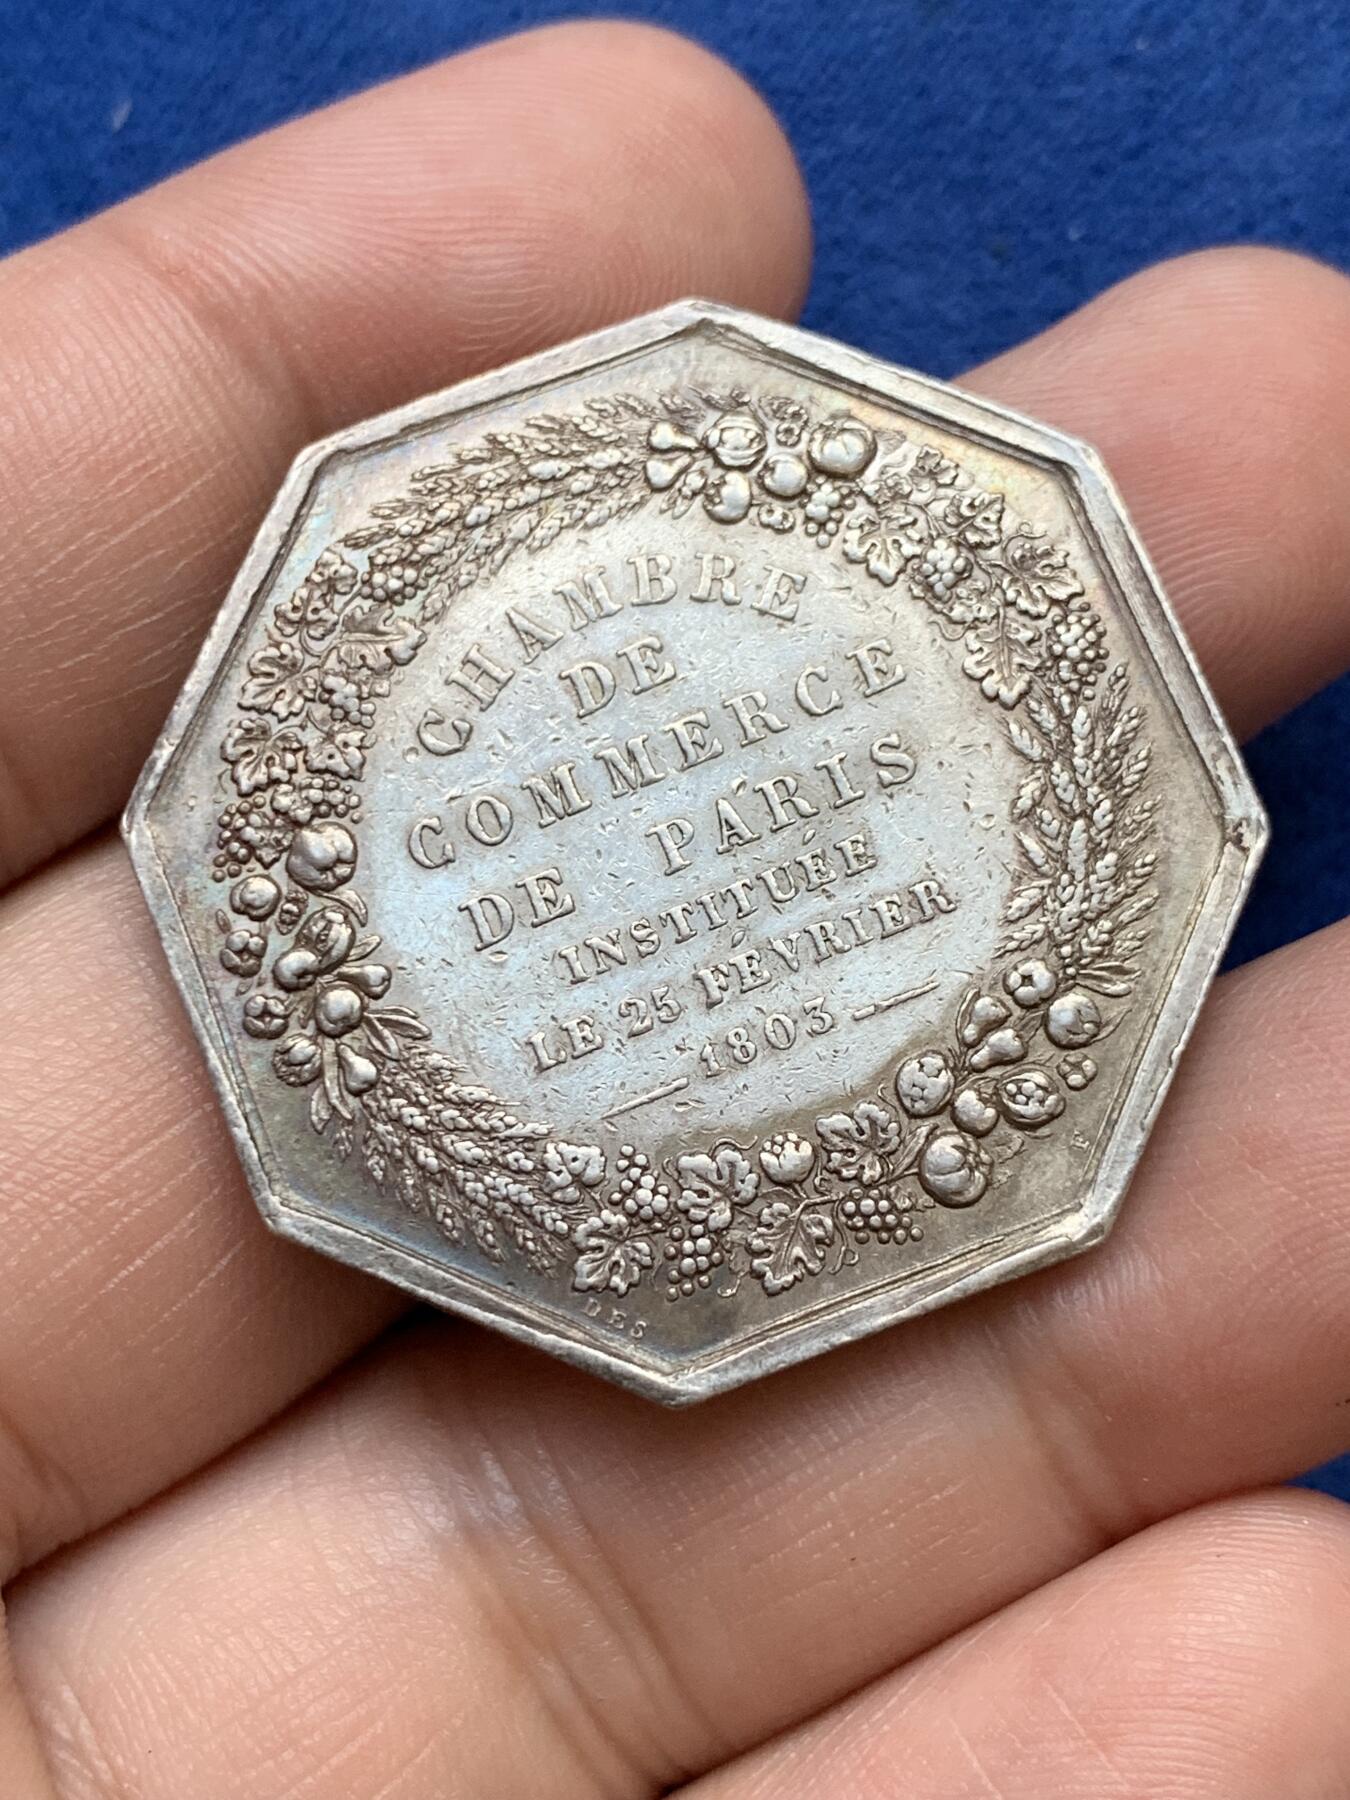 CHAMBRE
DE
COMMERCE
DE PARIS
INSTITUÉE
LE 25 FÉVRIER
1803
DES
F